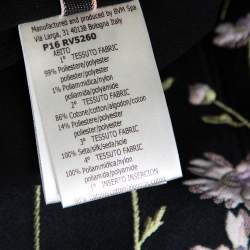 Manufactured and produced by BVM Spa
Via Larga, 31 40138 Bologna Italy
P16 RV5260
ABITO
1° TESSUTO FABRIC
99% Poliestere/polyester
poliéster/polyester
1% Poliammide/nylon
poliamida/polyamide
2° TESSUTO FABRIC
86% Cotone/cotton/algodon/coton
14% Poliestere/polyester
poliéster/polyester
3° TESSUTO FABRIC
100% Seta/silk/seda/soie
4° TESSUTO FABRIC
100% Poliammide/nylon
poliamida/polyamide
1° INSERTO INSERCION